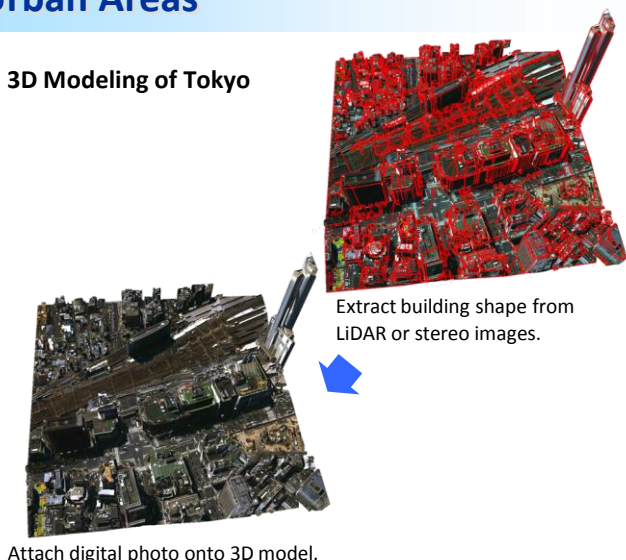 Urban Areas
3D Modeling of Tokyo
Extract building shape from
LiDAR or stereo images.
Attach digital photo onto 3D model.